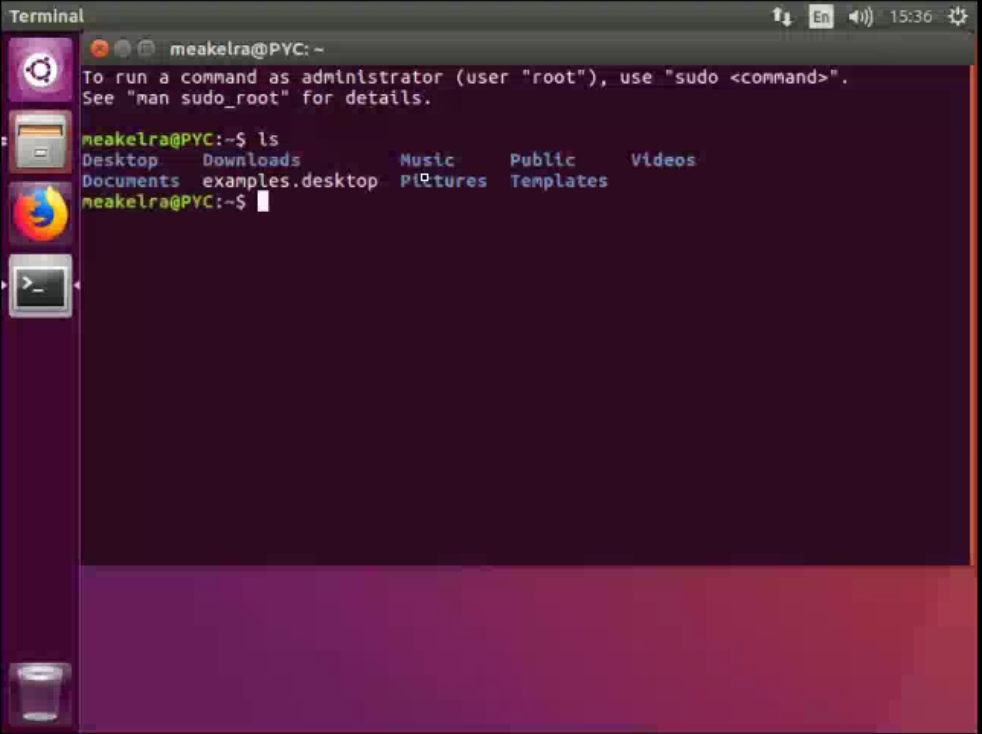 Terminal
En 15:36
meakelra@PYC: ~
To run a command as administrator (user "root"), use "sudo <command>".
See "man sudo_root" for details.
meakelra@PYC:~$ ls
Desktop Downloads Music Public Videos
Documents examples.desktop Pictures Templates
meakelra@PYC:~$
>_